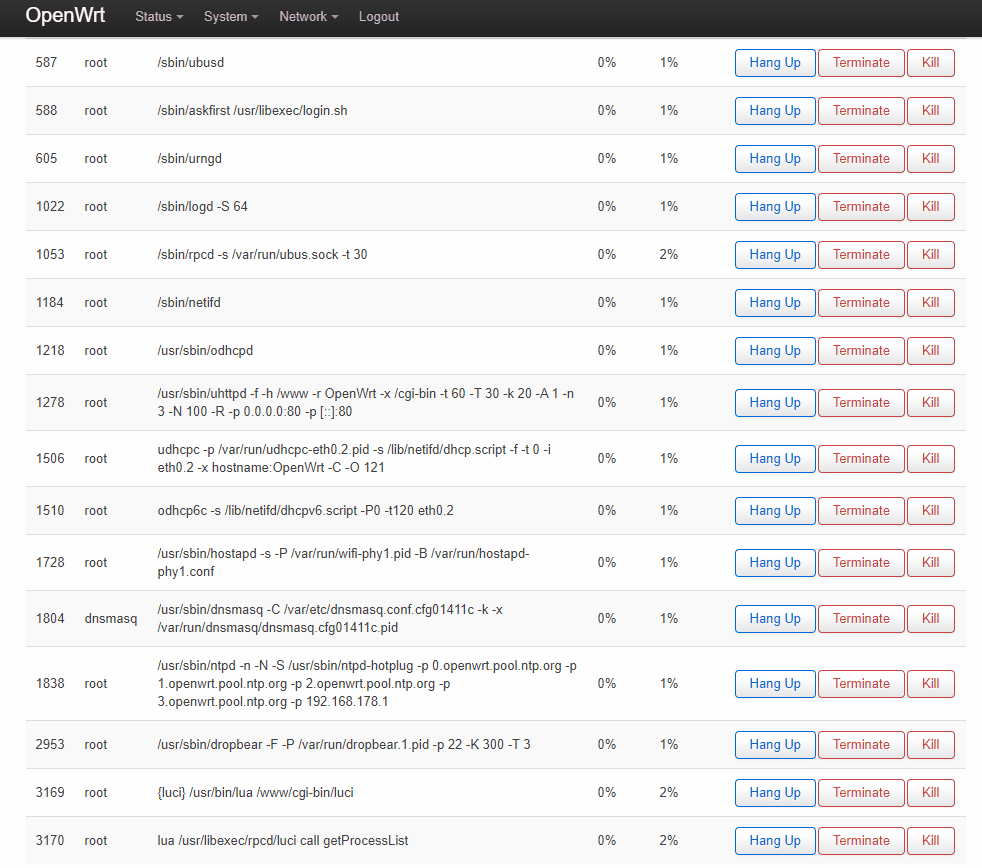 OpenWrt Status System Network Logout
587 root /sbin/ubusd 0% 1% Hang Up Terminate Kill
588 root /sbin/askfirst /usr/libexec/login.sh 0% 1% Hang Up Terminate Kill
605 root /sbin/urngd 0% 1% Hang Up Terminate Kill
1022 root /sbin/logd -S 64 0% 1% Hang Up Terminate Kill
1053 root /sbin/rpcd -s /var/run/ubus.sock -t 30 0% 2% Hang Up Terminate Kill
1184 root /sbin/netifd 0% 1% Hang Up Terminate Kill
1218 root /usr/sbin/odhcpd 0% 1% Hang Up Terminate Kill
1278 root /usr/sbin/uhttpd -f -h /www -r OpenWrt -x /cgi-bin -t 60 -T 30 -k 20 -A 1 -n
3 -N 100 -R -p 0.0.0.0:80 -p [::]:80 0% 1% Hang Up Terminate Kill
1506 root udhcpc -p /var/run/udhcpc-eth0.2.pid -s /lib/netifd/dhcp.script -f -t 0 -i
eth0.2 -x hostname:OpenWrt -C -O 121 0% 1% Hang Up Terminate Kill
1510 root odhcp6c -s /lib/netifd/dhcpv6.script -P0 -t120 eth0.2 0% 1% Hang Up Terminate Kill
1728 root /usr/sbin/hostapd -s -P /var/run/wifi-phy1.pid -B /var/run/hostapd-
phy1.conf 0% 1% Hang Up Terminate Kill
1804 dnsmasq /usr/sbin/dnsmasq -C /var/etc/dnsmasq.conf.cfg01411c -k -x
/var/run/dnsmasq/dnsmasq.cfg01411c.pid 0% 1% Hang Up Terminate Kill
1838 root /usr/sbin/ntpd -n -N -S /usr/sbin/ntpd-hotplug -p 0.openwrt.pool.ntp.org -p
1.openwrt.pool.ntp.org -p 2.openwrt.pool.ntp.org -p
3.openwrt.pool.ntp.org -p 192.168.178.1 0% 1% Hang Up Terminate Kill
2953 root /usr/sbin/dropbear -F -P /var/run/dropbear.1.pid -p 22 -K 300 -T 3 0% 1% Hang Up Terminate Kill
3169 root {luci} /usr/bin/lua /www/cgi-bin/luci 0% 2% Hang Up Terminate Kill
3170 root lua /usr/libexec/rpcd/luci call getProcessList 0% 2% Hang Up Terminate Kill